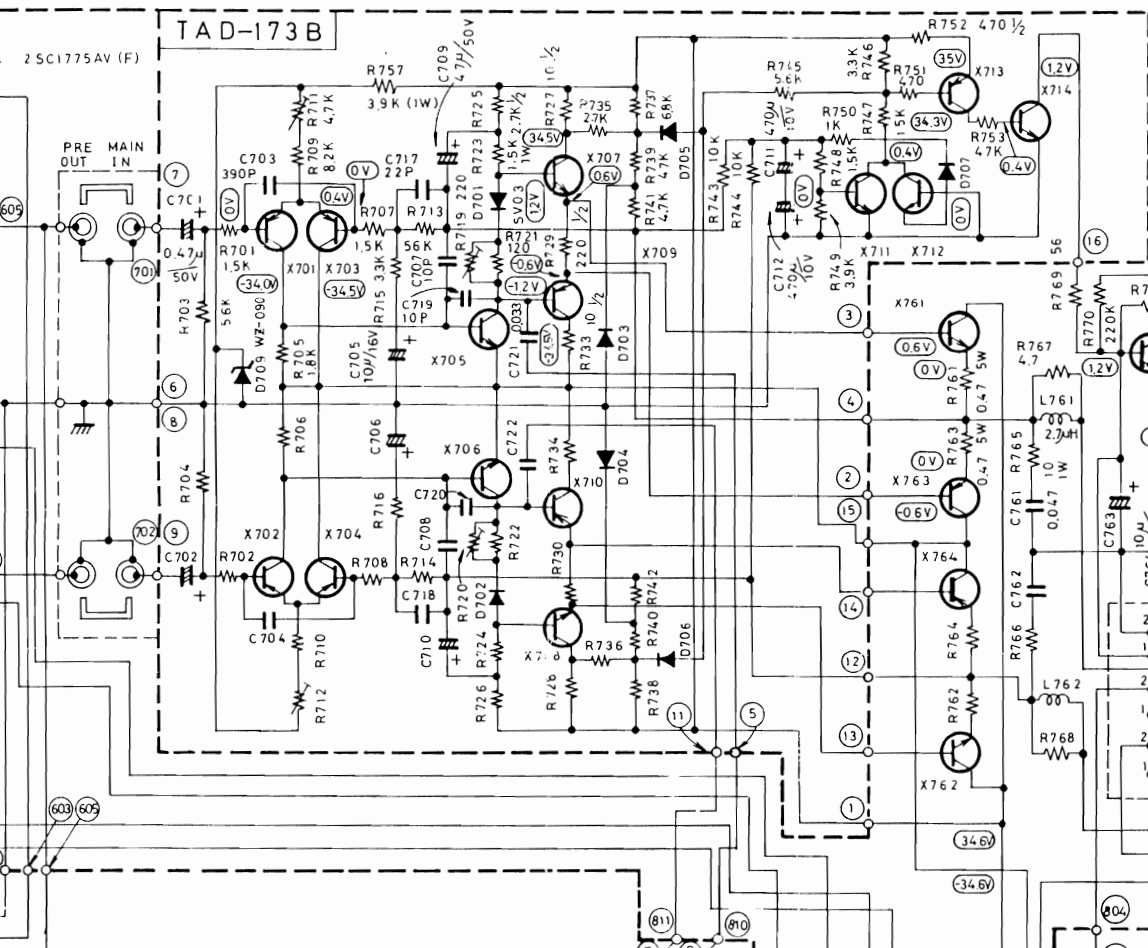 TAD-173B
2SC1775AV (F)
R752 470 ½
C709
47μ/50V
R757
3.9K (1W)
R711
4.7K
R725
2.7K ½
R727
10 ½
R735
2.7K
R737
6.8K
R745
5.6K
R746
3.3K
35V
R751
470
X713
1.2V
X714
PRE MAIN
OUT IN
7
C703
390P
R709
8.2K
0V
C717
22P
R723
1.5K
1W
34.5V
X707
0.6V
R739
47K
D705
470μ
10V
C711
R750
1K
R747
15K
34.3V
R753
47K
0.4V
0.4V
605
C701
0V
0.4V
R707
R713
R719
220
D701
SV03
1.2V
½
R741
4.7K
R743
10K
R744
10K
0V
R748
1.5K
D707
0V
0.47μ
50V
R701
1.5K
X701
X703
1.5K
56K
R721
120
R729
220
X709
X711
X712
16
701
-34.0V
-34.5V
R715
3.3K
C707
10P
-0.6V
-1.2V
C712
470μ
10V
R749
3.9K
R769
56
R703
56K
D709
WZ-090
C719
10P
10 ½
3
X761
R770
220K
R705
1.8K
C705
10μ/16V
X705
C721
0.033
-34.5V
R733
D703
0.6V
0V
R761
0.47 5W
R767
4.7
1.2V
6
8
4
L761
2.7μH
R706
C706
C722
R734
D704
0V
R763
0.47 5W
R765
10
1W
R704
X706
C720
X710
2
15
X763
-0.6V
C761
0.047
C763
10μ/
702
9
C702
X702
X704
R716
C708
R722
X764
R702
R708
R714
R730
R742
C762
C704
C718
R720
D702
14
R764
R766
R710
C710
R724
R736
R740
D706
12
R712
R726
R738
R762
L762
11
5
13
R768
X762
1
603
605
34.6V
-34.6V
811
810
804